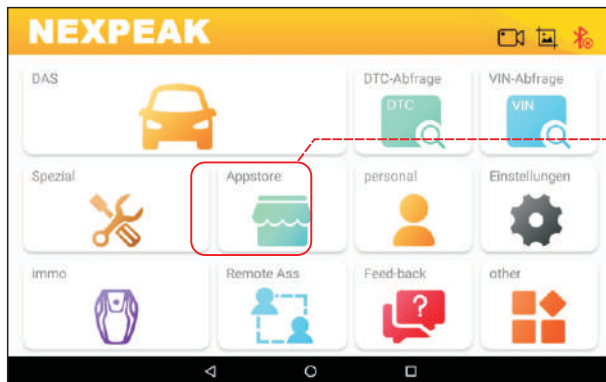 NEXPEAK
DAS
DTC-Abfrage
VIN-Abfrage
DTC
VIN
Spezial
Appstore
personal
Einstellungen
immo
Remote Ass
Feed-back
other
?